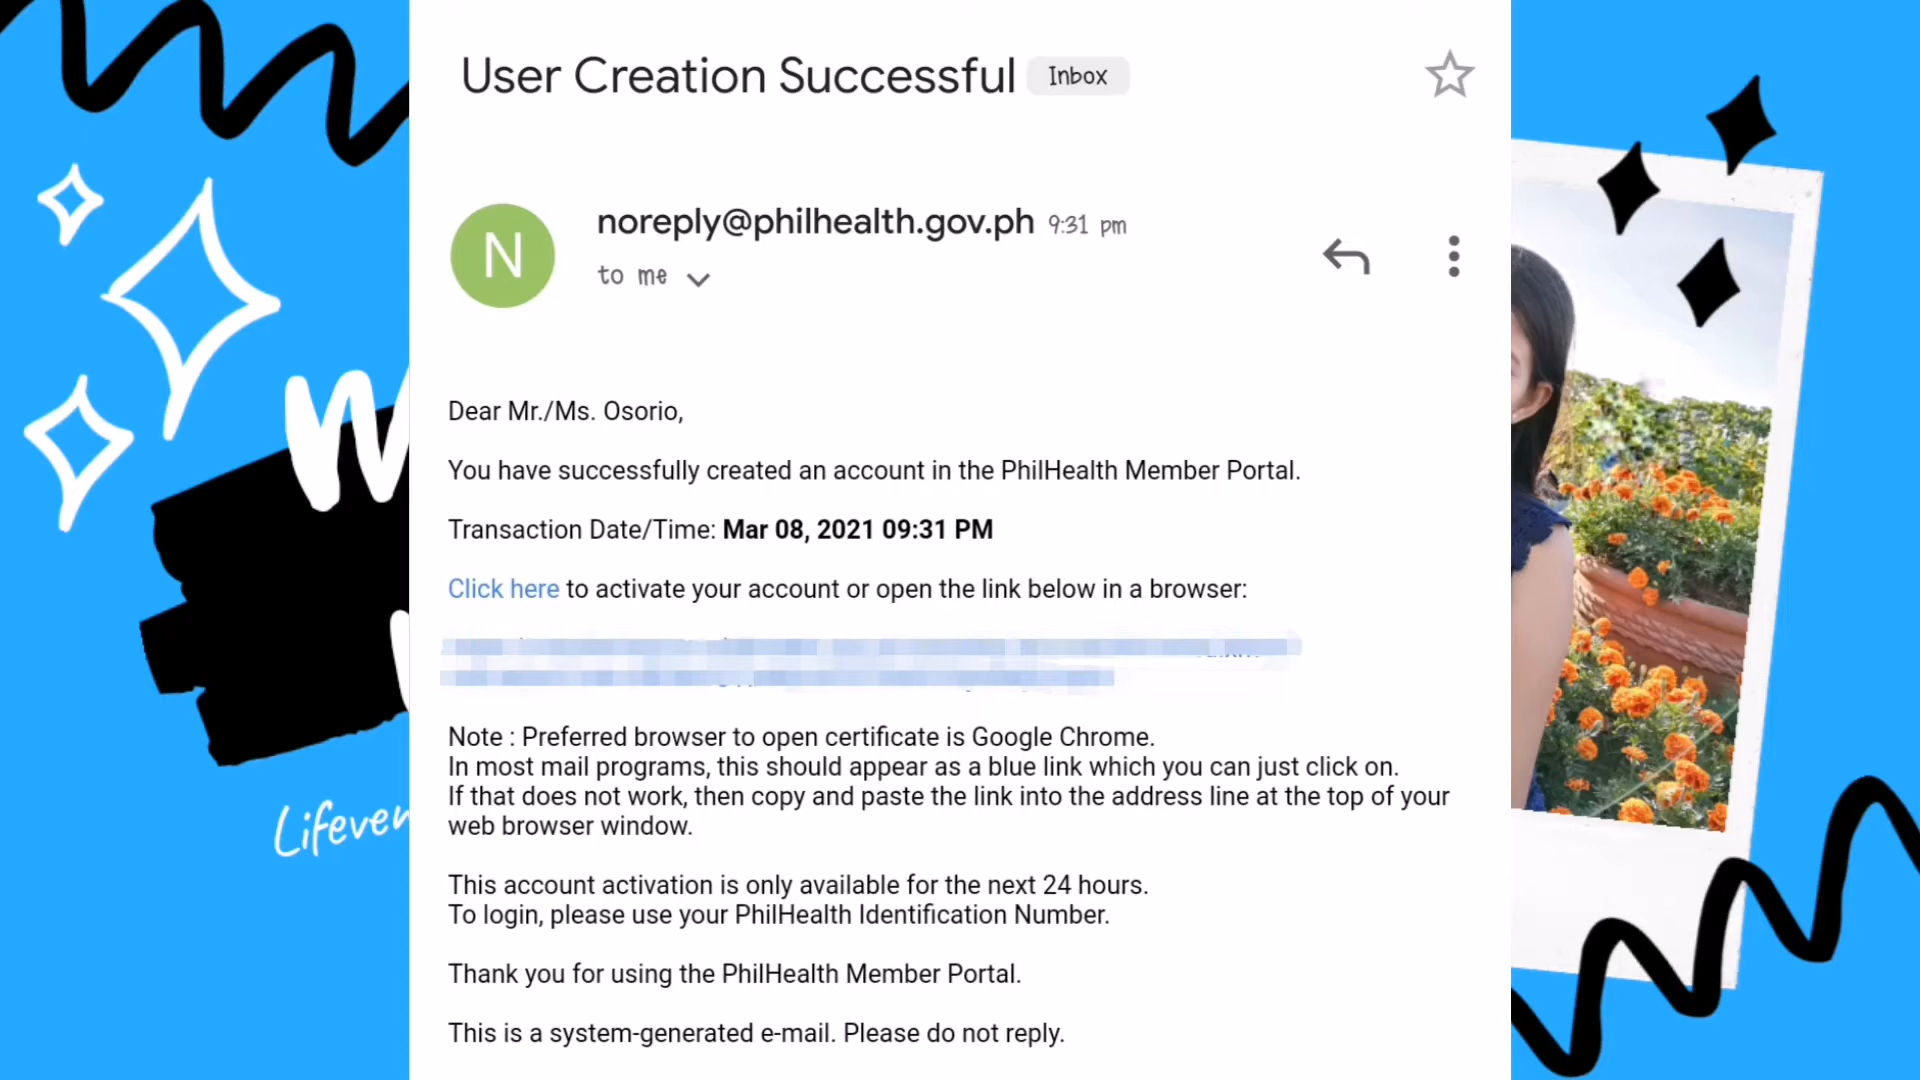 User Creation Successful Inbox
noreply@philhealth.gov.ph 9:31 pm
to me
N
Dear Mr./Ms. Osorio,
You have successfully created an account in the PhilHealth Member Portal.
Transaction Date/Time: Mar 08, 2021 09:31 PM
Click here to activate your account or open the link below in a browser:
Note : Preferred browser to open certificate is Google Chrome.
In most mail programs, this should appear as a blue link which you can just click on.
If that does not work, then copy and paste the link into the address line at the top of your
web browser window.
This account activation is only available for the next 24 hours.
To login, please use your PhilHealth Identification Number.
Thank you for using the PhilHealth Member Portal.
This is a system-generated e-mail. Please do not reply.